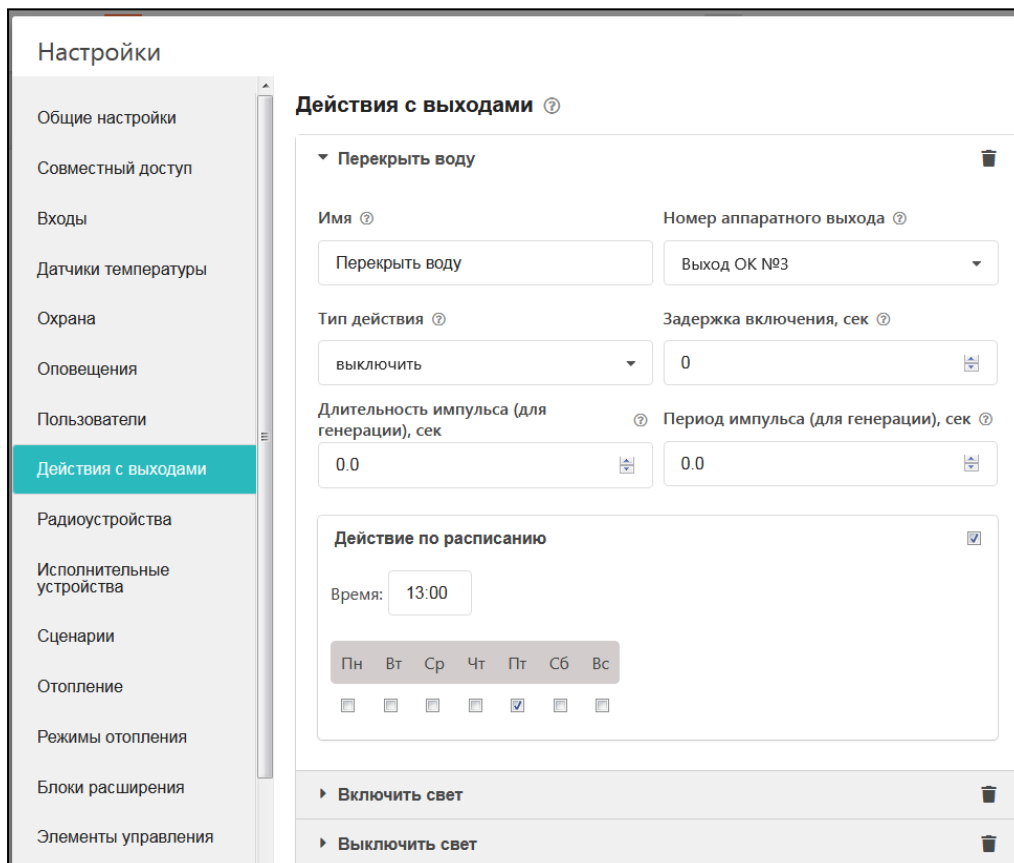 Настройки
Общие настройки
Совместный доступ
Входы
Датчики температуры
Охрана
Оповещения
Пользователи
Действия с выходами
Радиоустройства
Исполнительные
устройства
Сценарии
Отопление
Режимы отопления
Блоки расширения
Элементы управления
Действия с выходами ?
Перекрыть воду
Имя ?
Номер аппаратного выхода ?
Перекрыть воду
Выход ОК №3
Тип действия ?
Задержка включения, сек ?
выключить
0
Длительность импульса (для
генерации), сек ?
Период импульса (для генерации), сек ?
0.0
0.0
Действие по расписанию
Время: 13:00
Пн Вт Ср Чт Пт Сб Вс
Включить свет
Выключить свет